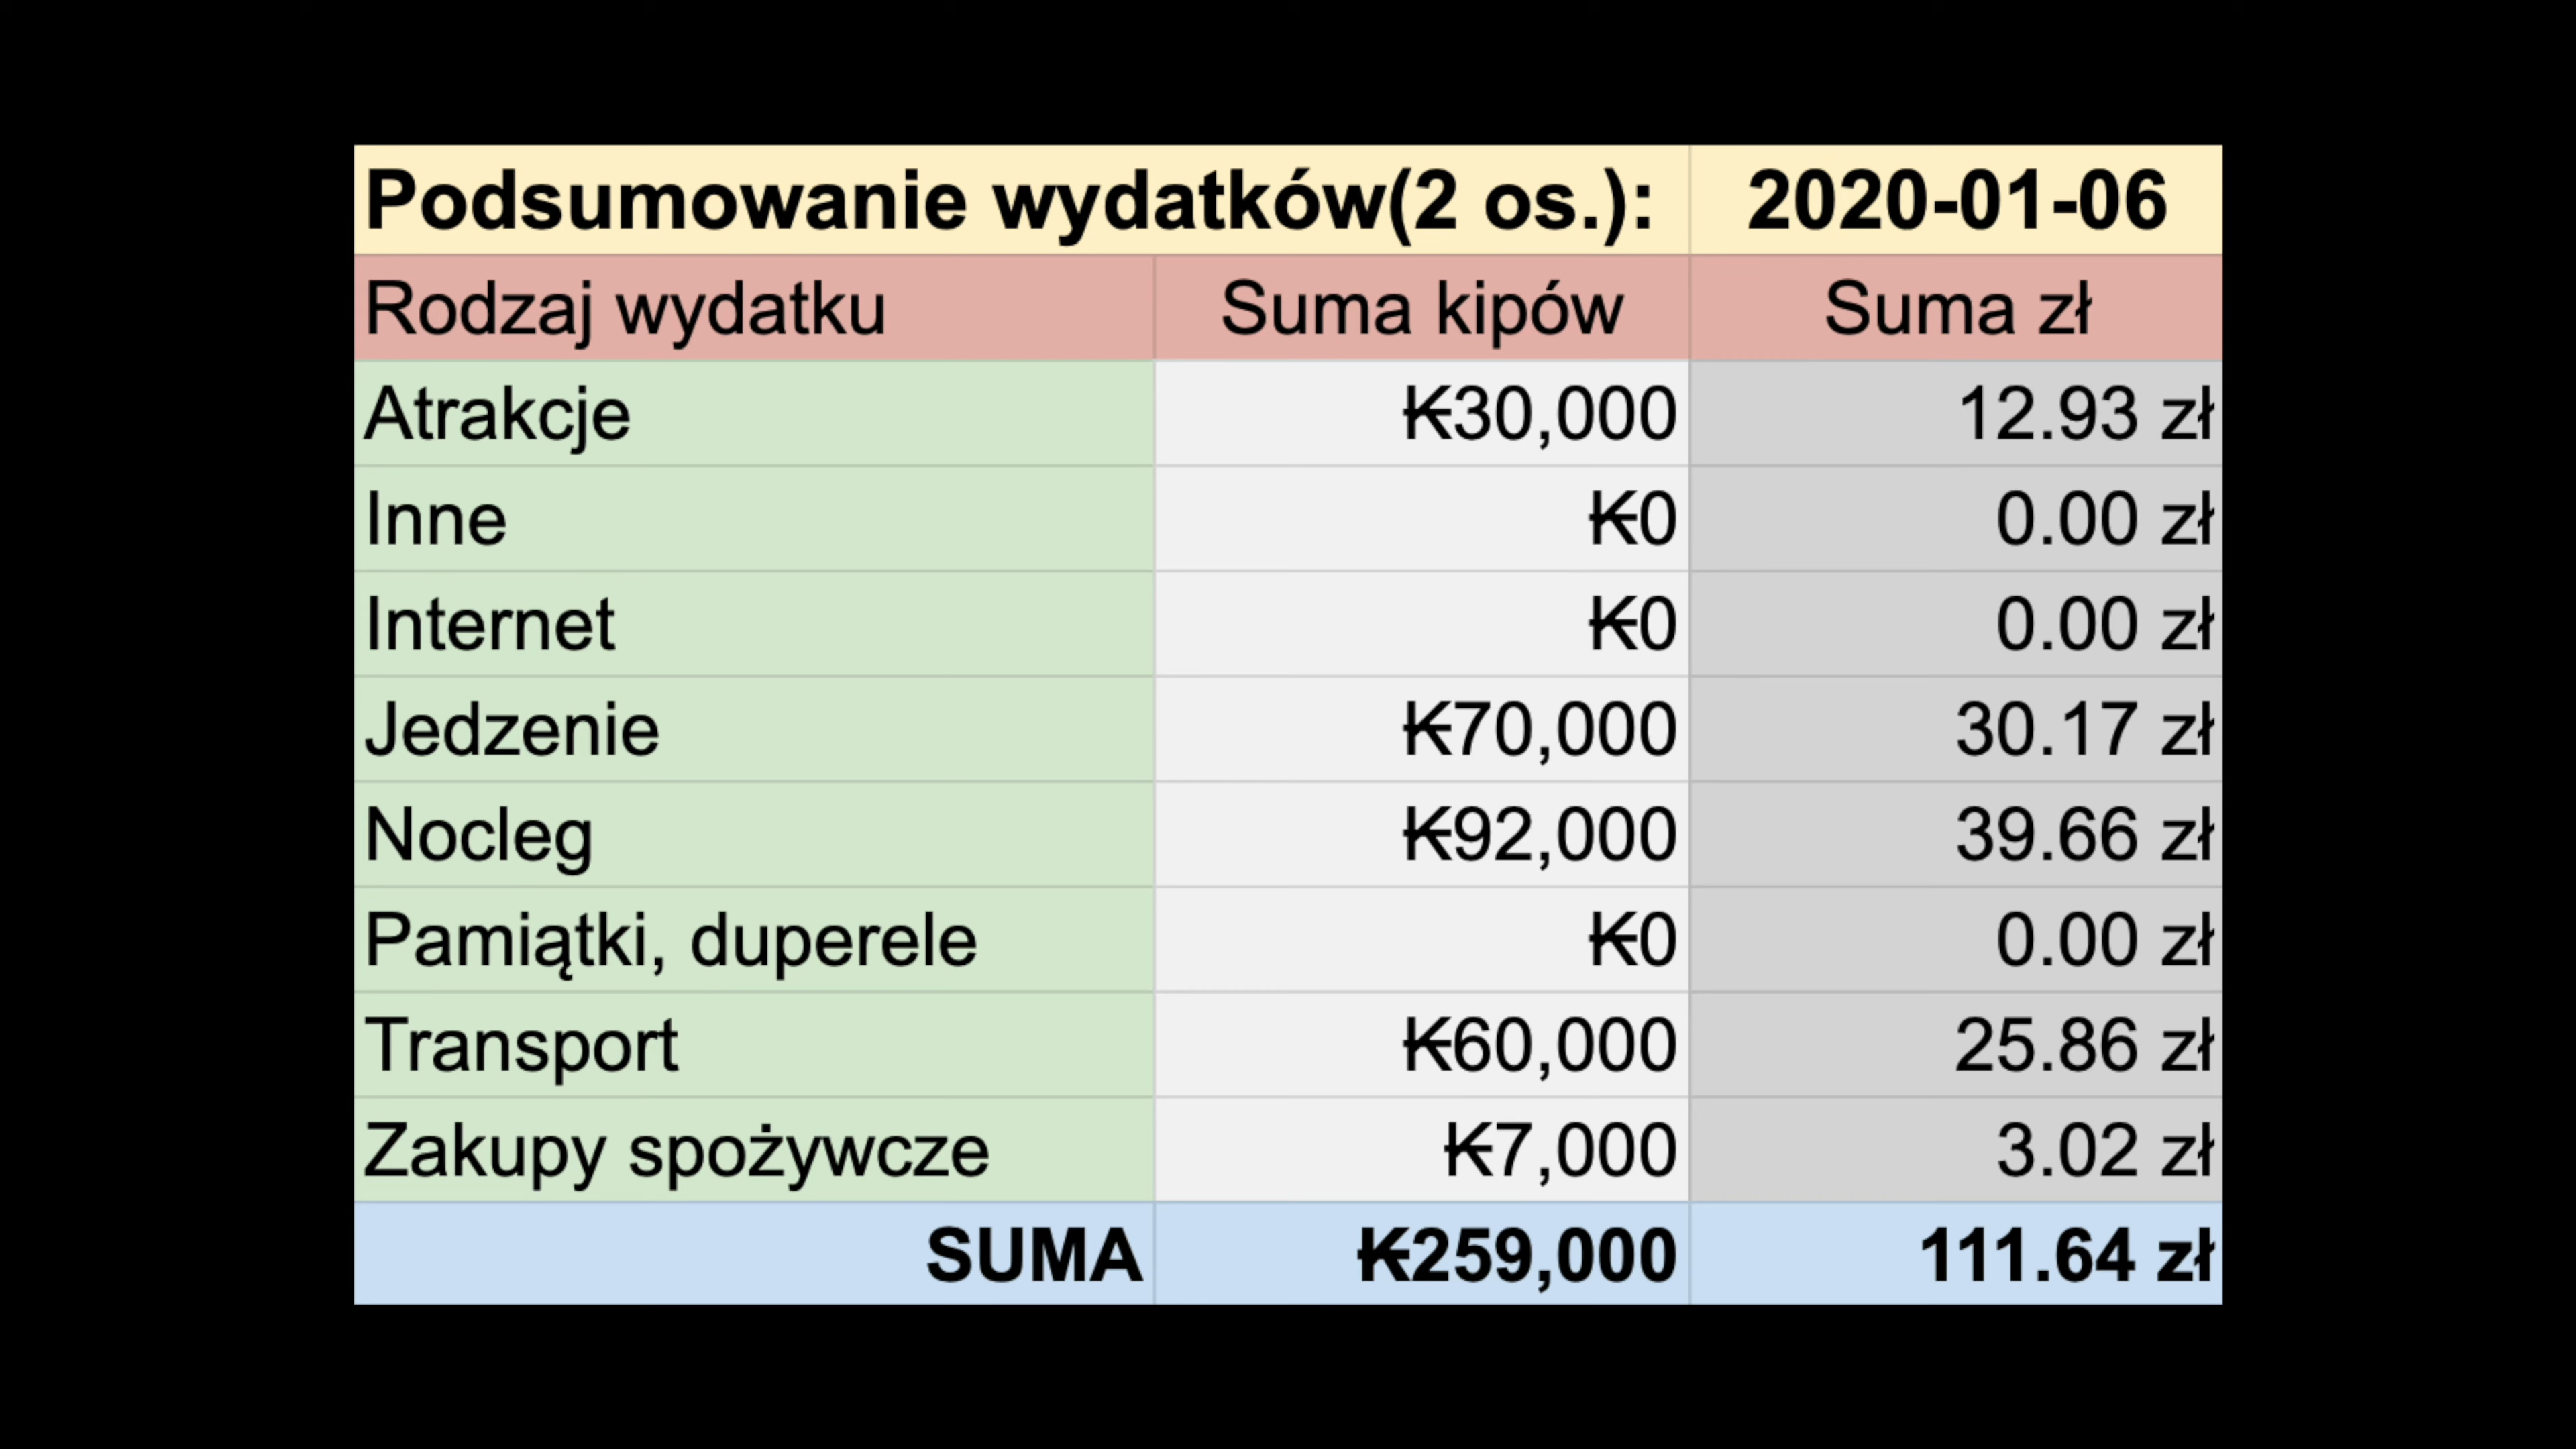 Podsumowanie wydatków(2 os.): 2020-01-06
Rodzaj wydatku Suma kipów Suma zł
Atrakcje ₭30,000 12.93 zł
Inne ₭0 0.00 zł
Internet ₭0 0.00 zł
Jedzenie ₭70,000 30.17 zł
Nocleg ₭92,000 39.66 zł
Pamiątki, duperele ₭0 0.00 zł
Transport ₭60,000 25.86 zł
Zakupy spożywcze ₭7,000 3.02 zł
SUMA ₭259,000 111.64 zł